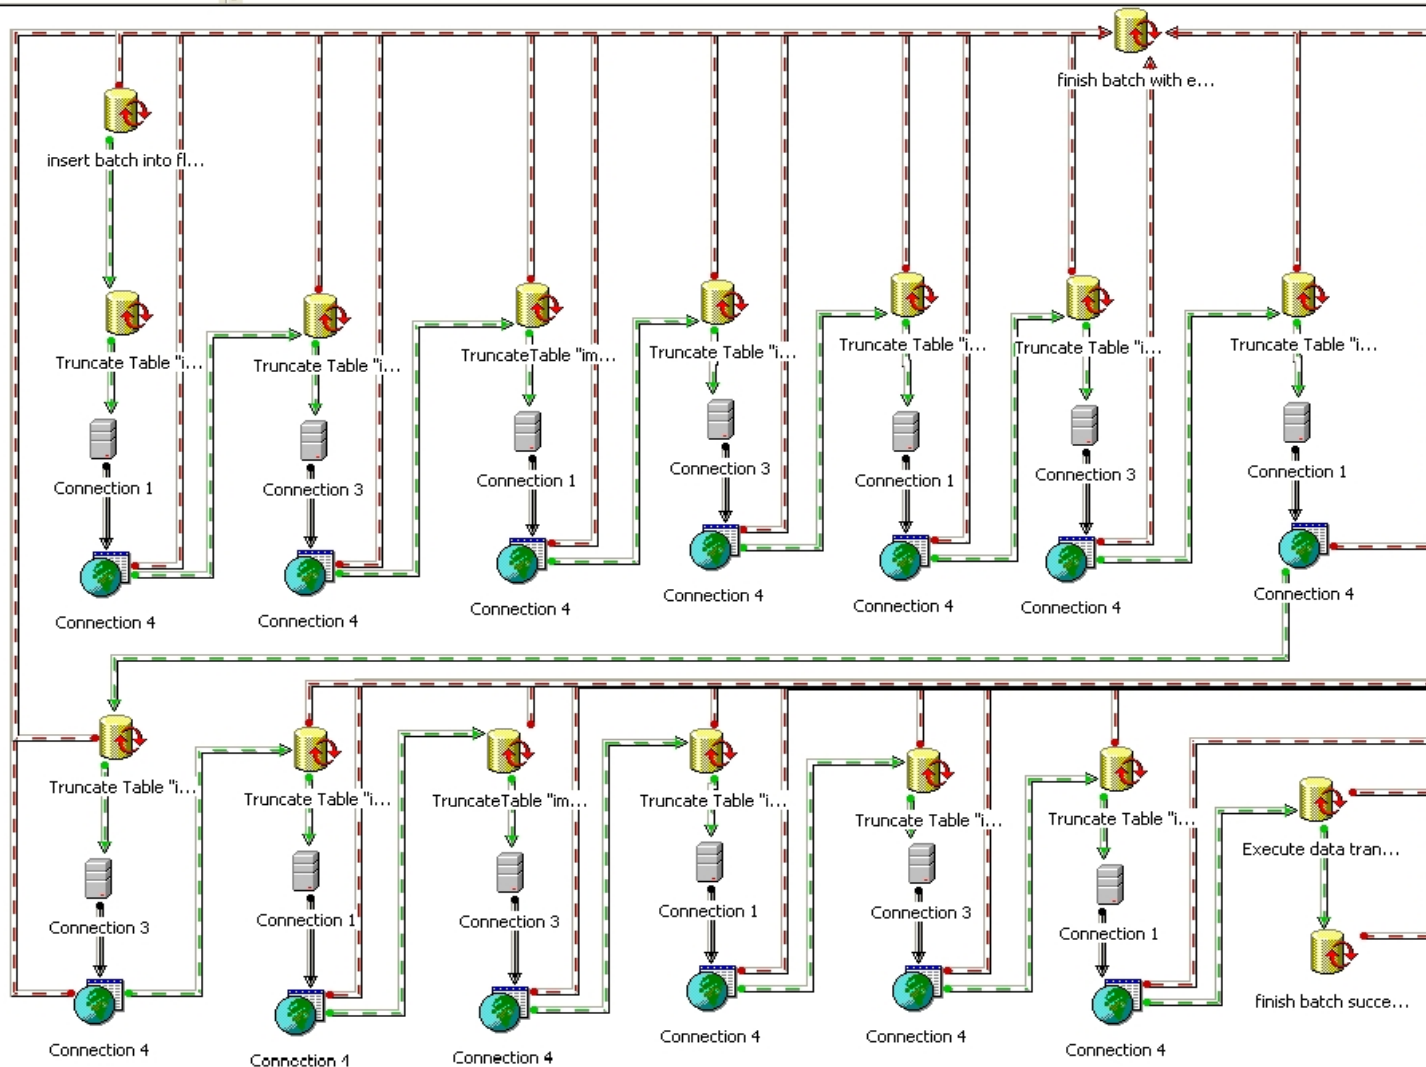 finish batch with e...
insert batch into fl...
Truncate Table "i...
Truncate Table "i...
TruncateTable "im...
Truncate Table "i...
Truncate Table "i...
Truncate Table "i...
Truncate Table "i...
Connection 1
Connection 3
Connection 1
Connection 3
Connection 1
Connection 3
Connection 1
Connection 4
Connection 4
Connection 4
Connection 4
Connection 4
Connection 4
Connection 4
Truncate Table "i...
Truncate Table "i...
TruncateTable "im...
Truncate Table "i...
Truncate Table "i...
Truncate Table "i...
Execute data tran...
Connection 3
Connection 1
Connection 3
Connection 1
Connection 3
Connection 1
finish batch succe...
Connection 4
Connection 4
Connection 4
Connection 4
Connection 4
Connection 4